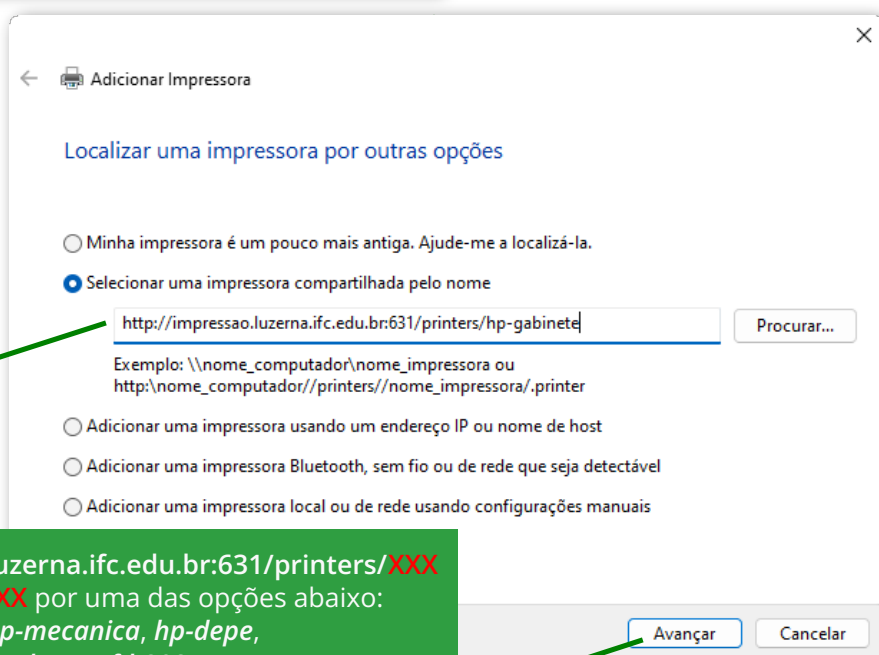 Adicionar Impressora
Localizar uma impressora por outras opções
Minha impressora é um pouco mais antiga. Ajude-me a localizá-la.
Selecionar uma impressora compartilhada pelo nome
http://impressao.luzerna.ifc.edu.br:631/printers/hp-gabinete
Procurar...
Exemplo: \\nome_computador\nome_impressora ou
http:\nome_computador//printers//nome_impressora/.printer
Adicionar uma impressora usando um endereço IP ou nome de host
Adicionar uma impressora Bluetooth, sem fio ou de rede que seja detectável
Adicionar uma impressora local ou de rede usando configurações manuais
uzerna.ifc.edu.br:631/printers/XXX
XX por uma das opções abaixo:
p-mecanica, hp-depe,
Avançar
Cancelar